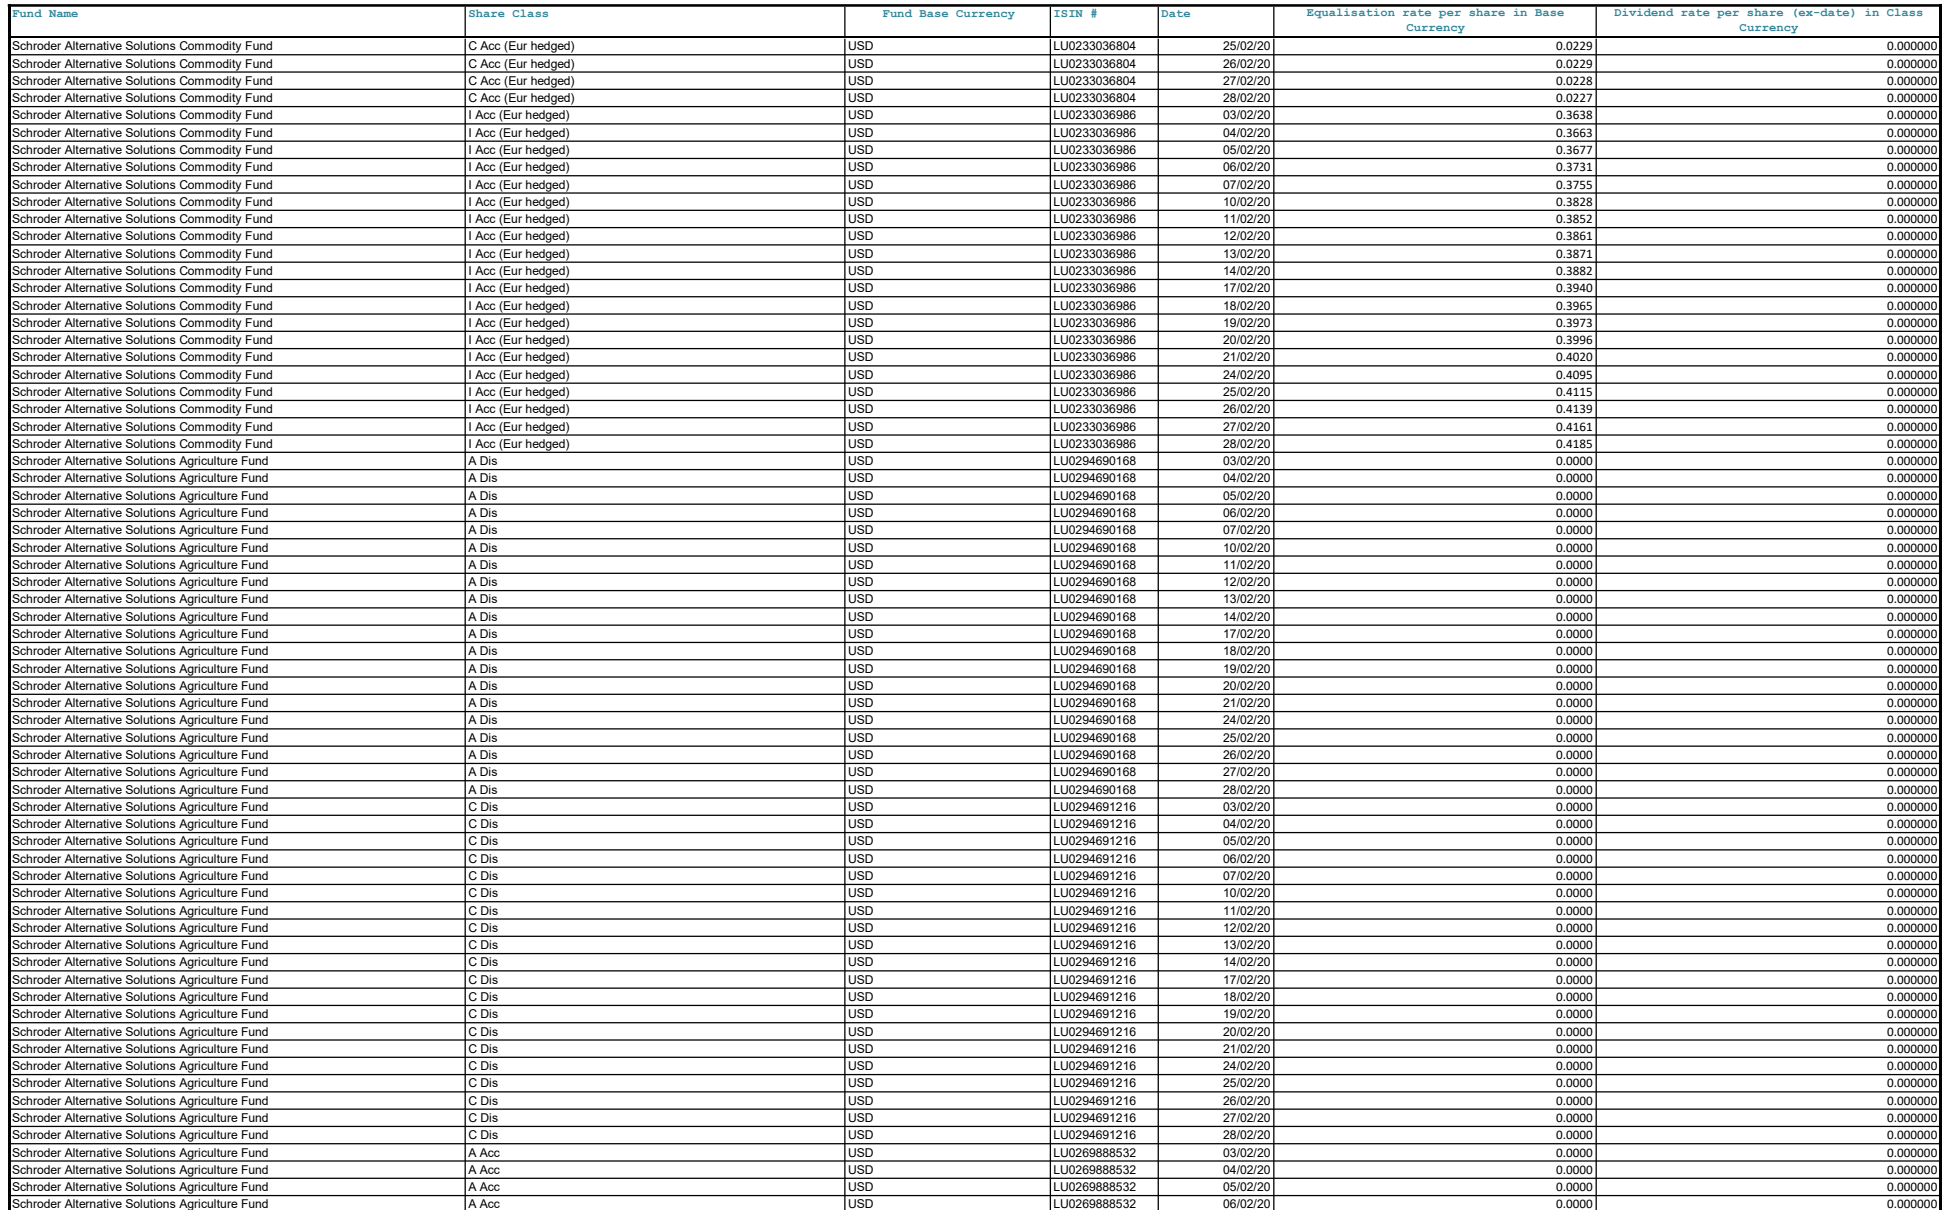 Fund Name Share Class Fund Base Currency ISIN # Date Equalisation rate per share in Base Currency Dividend rate per share (ex-date) in Class Currency
Schroder Alternative Solutions Commodity Fund C Acc (Eur hedged) USD LU0233036804 25/02/20 0.0229 0.000000
Schroder Alternative Solutions Commodity Fund C Acc (Eur hedged) USD LU0233036804 26/02/20 0.0229 0.000000
Schroder Alternative Solutions Commodity Fund C Acc (Eur hedged) USD LU0233036804 27/02/20 0.0228 0.000000
Schroder Alternative Solutions Commodity Fund C Acc (Eur hedged) USD LU0233036804 28/02/20 0.0227 0.000000
Schroder Alternative Solutions Commodity Fund I Acc (Eur hedged) USD LU0233036986 03/02/20 0.3638 0.000000
Schroder Alternative Solutions Commodity Fund I Acc (Eur hedged) USD LU0233036986 04/02/20 0.3663 0.000000
Schroder Alternative Solutions Commodity Fund I Acc (Eur hedged) USD LU0233036986 05/02/20 0.3677 0.000000
Schroder Alternative Solutions Commodity Fund I Acc (Eur hedged) USD LU0233036986 06/02/20 0.3731 0.000000
Schroder Alternative Solutions Commodity Fund I Acc (Eur hedged) USD LU0233036986 07/02/20 0.3755 0.000000
Schroder Alternative Solutions Commodity Fund I Acc (Eur hedged) USD LU0233036986 10/02/20 0.3828 0.000000
Schroder Alternative Solutions Commodity Fund I Acc (Eur hedged) USD LU0233036986 11/02/20 0.3852 0.000000
Schroder Alternative Solutions Commodity Fund I Acc (Eur hedged) USD LU0233036986 12/02/20 0.3861 0.000000
Schroder Alternative Solutions Commodity Fund I Acc (Eur hedged) USD LU0233036986 13/02/20 0.3871 0.000000
Schroder Alternative Solutions Commodity Fund I Acc (Eur hedged) USD LU0233036986 14/02/20 0.3882 0.000000
Schroder Alternative Solutions Commodity Fund I Acc (Eur hedged) USD LU0233036986 17/02/20 0.3940 0.000000
Schroder Alternative Solutions Commodity Fund I Acc (Eur hedged) USD LU0233036986 18/02/20 0.3965 0.000000
Schroder Alternative Solutions Commodity Fund I Acc (Eur hedged) USD LU0233036986 19/02/20 0.3973 0.000000
Schroder Alternative Solutions Commodity Fund I Acc (Eur hedged) USD LU0233036986 20/02/20 0.3996 0.000000
Schroder Alternative Solutions Commodity Fund I Acc (Eur hedged) USD LU0233036986 21/02/20 0.4020 0.000000
Schroder Alternative Solutions Commodity Fund I Acc (Eur hedged) USD LU0233036986 24/02/20 0.4095 0.000000
Schroder Alternative Solutions Commodity Fund I Acc (Eur hedged) USD LU0233036986 25/02/20 0.4115 0.000000
Schroder Alternative Solutions Commodity Fund I Acc (Eur hedged) USD LU0233036986 26/02/20 0.4139 0.000000
Schroder Alternative Solutions Commodity Fund I Acc (Eur hedged) USD LU0233036986 27/02/20 0.4161 0.000000
Schroder Alternative Solutions Commodity Fund I Acc (Eur hedged) USD LU0233036986 28/02/20 0.4185 0.000000
Schroder Alternative Solutions Agriculture Fund A Dis USD LU0294690168 03/02/20 0.0000 0.000000
Schroder Alternative Solutions Agriculture Fund A Dis USD LU0294690168 04/02/20 0.0000 0.000000
Schroder Alternative Solutions Agriculture Fund A Dis USD LU0294690168 05/02/20 0.0000 0.000000
Schroder Alternative Solutions Agriculture Fund A Dis USD LU0294690168 06/02/20 0.0000 0.000000
Schroder Alternative Solutions Agriculture Fund A Dis USD LU0294690168 07/02/20 0.0000 0.000000
Schroder Alternative Solutions Agriculture Fund A Dis USD LU0294690168 10/02/20 0.0000 0.000000
Schroder Alternative Solutions Agriculture Fund A Dis USD LU0294690168 11/02/20 0.0000 0.000000
Schroder Alternative Solutions Agriculture Fund A Dis USD LU0294690168 12/02/20 0.0000 0.000000
Schroder Alternative Solutions Agriculture Fund A Dis USD LU0294690168 13/02/20 0.0000 0.000000
Schroder Alternative Solutions Agriculture Fund A Dis USD LU0294690168 14/02/20 0.0000 0.000000
Schroder Alternative Solutions Agriculture Fund A Dis USD LU0294690168 17/02/20 0.0000 0.000000
Schroder Alternative Solutions Agriculture Fund A Dis USD LU0294690168 18/02/20 0.0000 0.000000
Schroder Alternative Solutions Agriculture Fund A Dis USD LU0294690168 19/02/20 0.0000 0.000000
Schroder Alternative Solutions Agriculture Fund A Dis USD LU0294690168 20/02/20 0.0000 0.000000
Schroder Alternative Solutions Agriculture Fund A Dis USD LU0294690168 21/02/20 0.0000 0.000000
Schroder Alternative Solutions Agriculture Fund A Dis USD LU0294690168 24/02/20 0.0000 0.000000
Schroder Alternative Solutions Agriculture Fund A Dis USD LU0294690168 25/02/20 0.0000 0.000000
Schroder Alternative Solutions Agriculture Fund A Dis USD LU0294690168 26/02/20 0.0000 0.000000
Schroder Alternative Solutions Agriculture Fund A Dis USD LU0294690168 27/02/20 0.0000 0.000000
Schroder Alternative Solutions Agriculture Fund A Dis USD LU0294690168 28/02/20 0.0000 0.000000
Schroder Alternative Solutions Agriculture Fund C Dis USD LU0294691216 03/02/20 0.0000 0.000000
Schroder Alternative Solutions Agriculture Fund C Dis USD LU0294691216 04/02/20 0.0000 0.000000
Schroder Alternative Solutions Agriculture Fund C Dis USD LU0294691216 05/02/20 0.0000 0.000000
Schroder Alternative Solutions Agriculture Fund C Dis USD LU0294691216 06/02/20 0.0000 0.000000
Schroder Alternative Solutions Agriculture Fund C Dis USD LU0294691216 07/02/20 0.0000 0.000000
Schroder Alternative Solutions Agriculture Fund C Dis USD LU0294691216 10/02/20 0.0000 0.000000
Schroder Alternative Solutions Agriculture Fund C Dis USD LU0294691216 11/02/20 0.0000 0.000000
Schroder Alternative Solutions Agriculture Fund C Dis USD LU0294691216 12/02/20 0.0000 0.000000
Schroder Alternative Solutions Agriculture Fund C Dis USD LU0294691216 13/02/20 0.0000 0.000000
Schroder Alternative Solutions Agriculture Fund C Dis USD LU0294691216 14/02/20 0.0000 0.000000
Schroder Alternative Solutions Agriculture Fund C Dis USD LU0294691216 17/02/20 0.0000 0.000000
Schroder Alternative Solutions Agriculture Fund C Dis USD LU0294691216 18/02/20 0.0000 0.000000
Schroder Alternative Solutions Agriculture Fund C Dis USD LU0294691216 19/02/20 0.0000 0.000000
Schroder Alternative Solutions Agriculture Fund C Dis USD LU0294691216 20/02/20 0.0000 0.000000
Schroder Alternative Solutions Agriculture Fund C Dis USD LU0294691216 21/02/20 0.0000 0.000000
Schroder Alternative Solutions Agriculture Fund C Dis USD LU0294691216 24/02/20 0.0000 0.000000
Schroder Alternative Solutions Agriculture Fund C Dis USD LU0294691216 25/02/20 0.0000 0.000000
Schroder Alternative Solutions Agriculture Fund C Dis USD LU0294691216 26/02/20 0.0000 0.000000
Schroder Alternative Solutions Agriculture Fund C Dis USD LU0294691216 27/02/20 0.0000 0.000000
Schroder Alternative Solutions Agriculture Fund C Dis USD LU0294691216 28/02/20 0.0000 0.000000
Schroder Alternative Solutions Agriculture Fund A Acc USD LU0269888532 03/02/20 0.0000 0.000000
Schroder Alternative Solutions Agriculture Fund A Acc USD LU0269888532 04/02/20 0.0000 0.000000
Schroder Alternative Solutions Agriculture Fund A Acc USD LU0269888532 05/02/20 0.0000 0.000000
Schroder Alternative Solutions Agriculture Fund A Acc USD LU0269888532 06/02/20 0.0000 0.000000